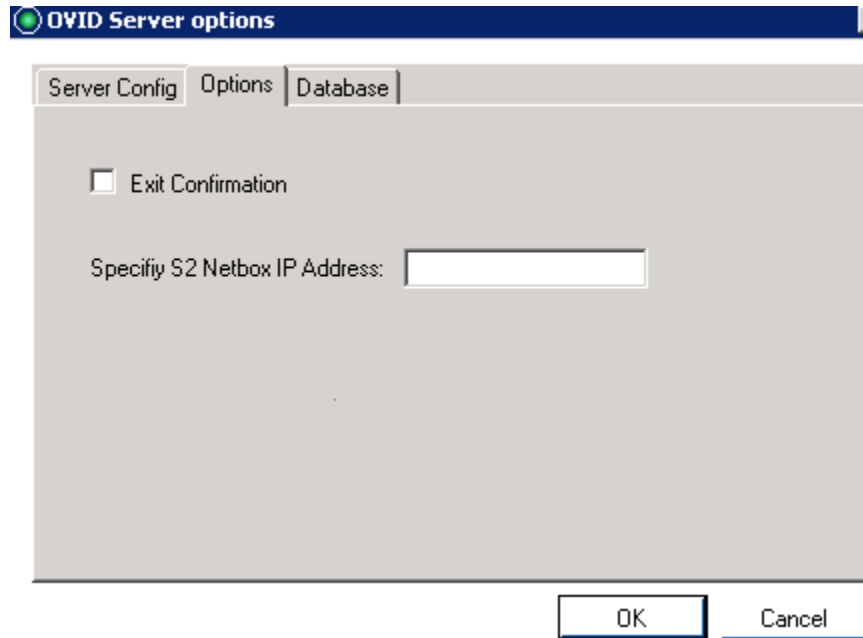 OVID Server options
Server Config Options Database
Exit Confirmation
Specifiy S2 Netbox IP Address:
OK Cancel